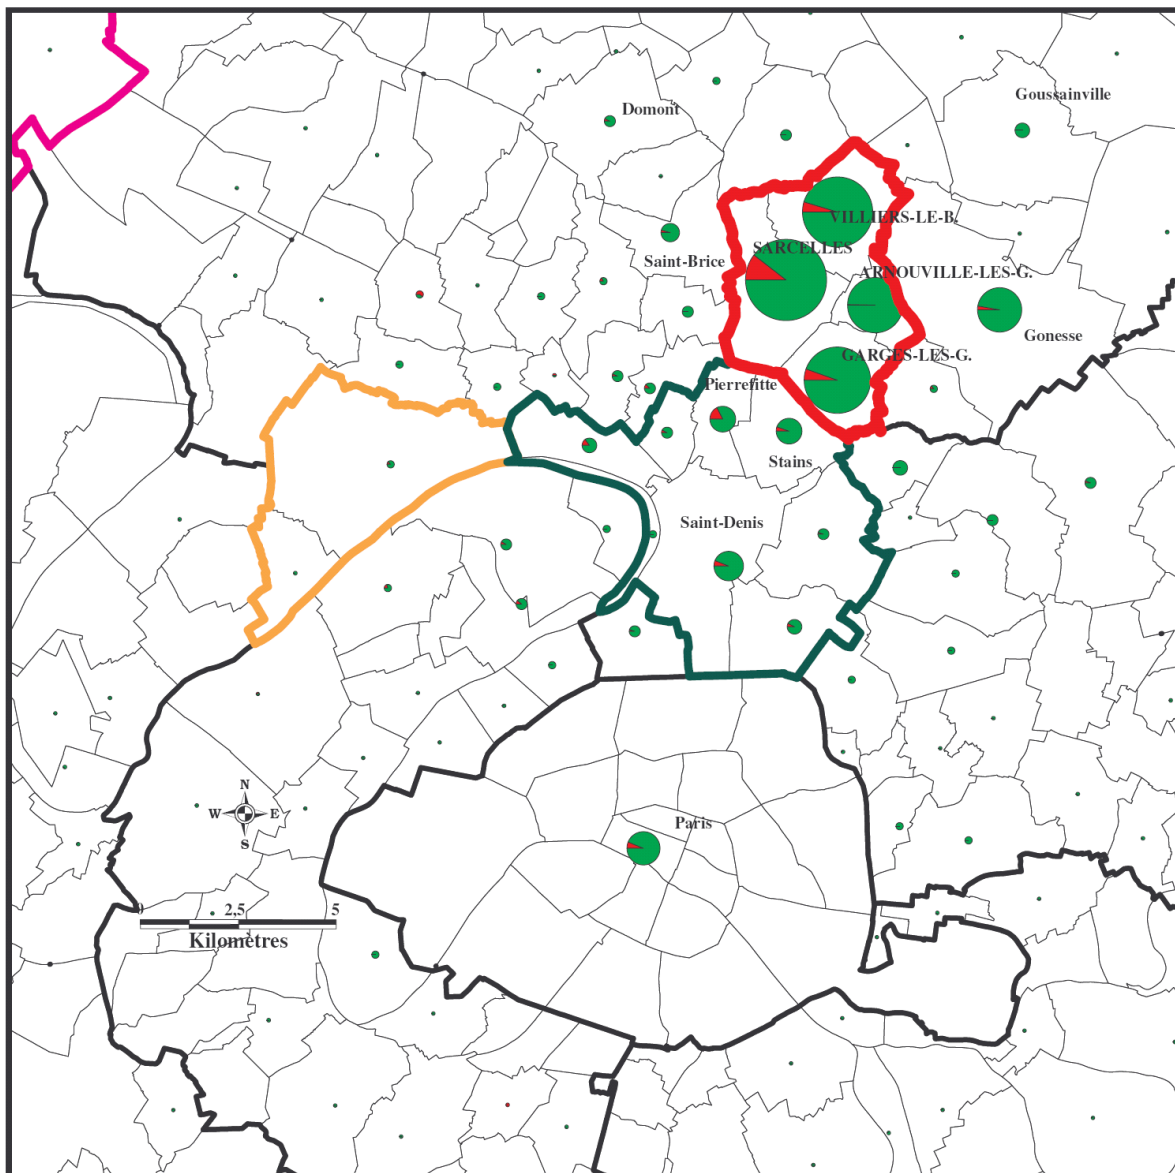 Goussainville
Domont
VILLIERS-LE-B.
SARCELLES
Saint-Brice
ARNOUVILLE-LES-G.
Gonesse
GARGES-LES-G.
Pierrefitte
Stains
Saint-Denis
N
W E
S
Paris
0 2,5 5
Kilometres